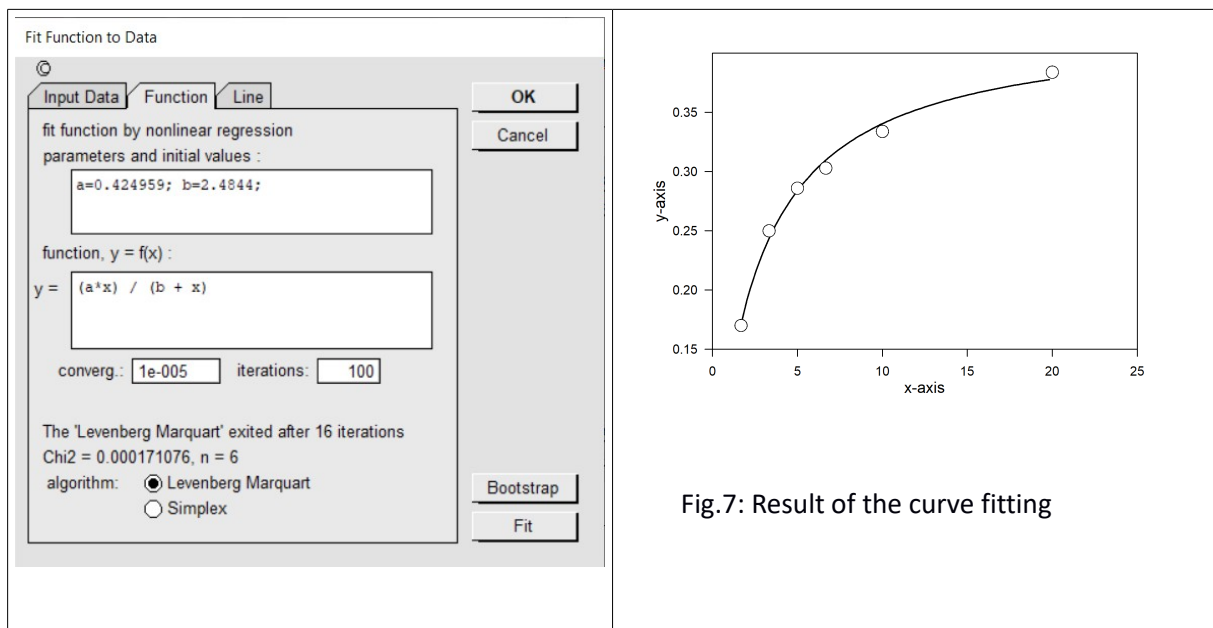 Fit Function to Data
©
Input Data Function Line
fit function by nonlinear regression
parameters and initial values :
a=0.424959; b=2.4844;
function, y = f(x) :
y = (a*x) / (b + x)
converg.: 1e-005 iterations: 100
The 'Levenberg Marquart' exited after 16 iterations
Chi2 = 0.000171076, n = 6
algorithm: Levenberg Marquart
Simplex
OK
Cancel
Bootstrap
Fit
y-axis
0.35
0.30
0.25
0.20
0.15
0 5 10 15 20 25
x-axis
Fig.7: Result of the curve fitting